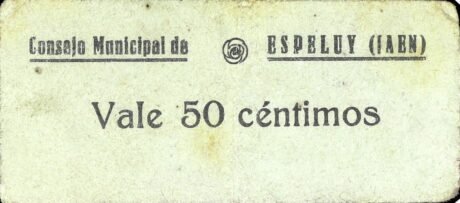 Consejo Municipal de ESPELUY (JAEN)
Vale 50 céntimos